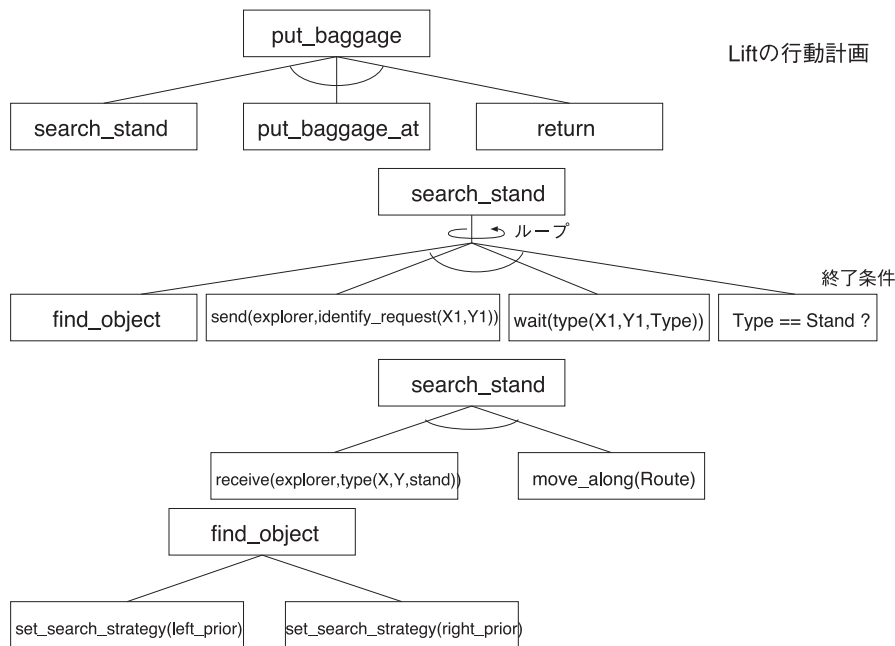 put_baggage
Liftの行動計画
search_stand
put_baggage_at
return
search_stand
ループ
終了条件
find_object
send(explorer,identify_request(X1,Y1))
wait(type(X1,Y1,Type))
Type == Stand ?
search_stand
receive(explorer,type(X,Y,stand))
move_along(Route)
find_object
set_search_strategy(left_prior)
set_search_strategy(right_prior)